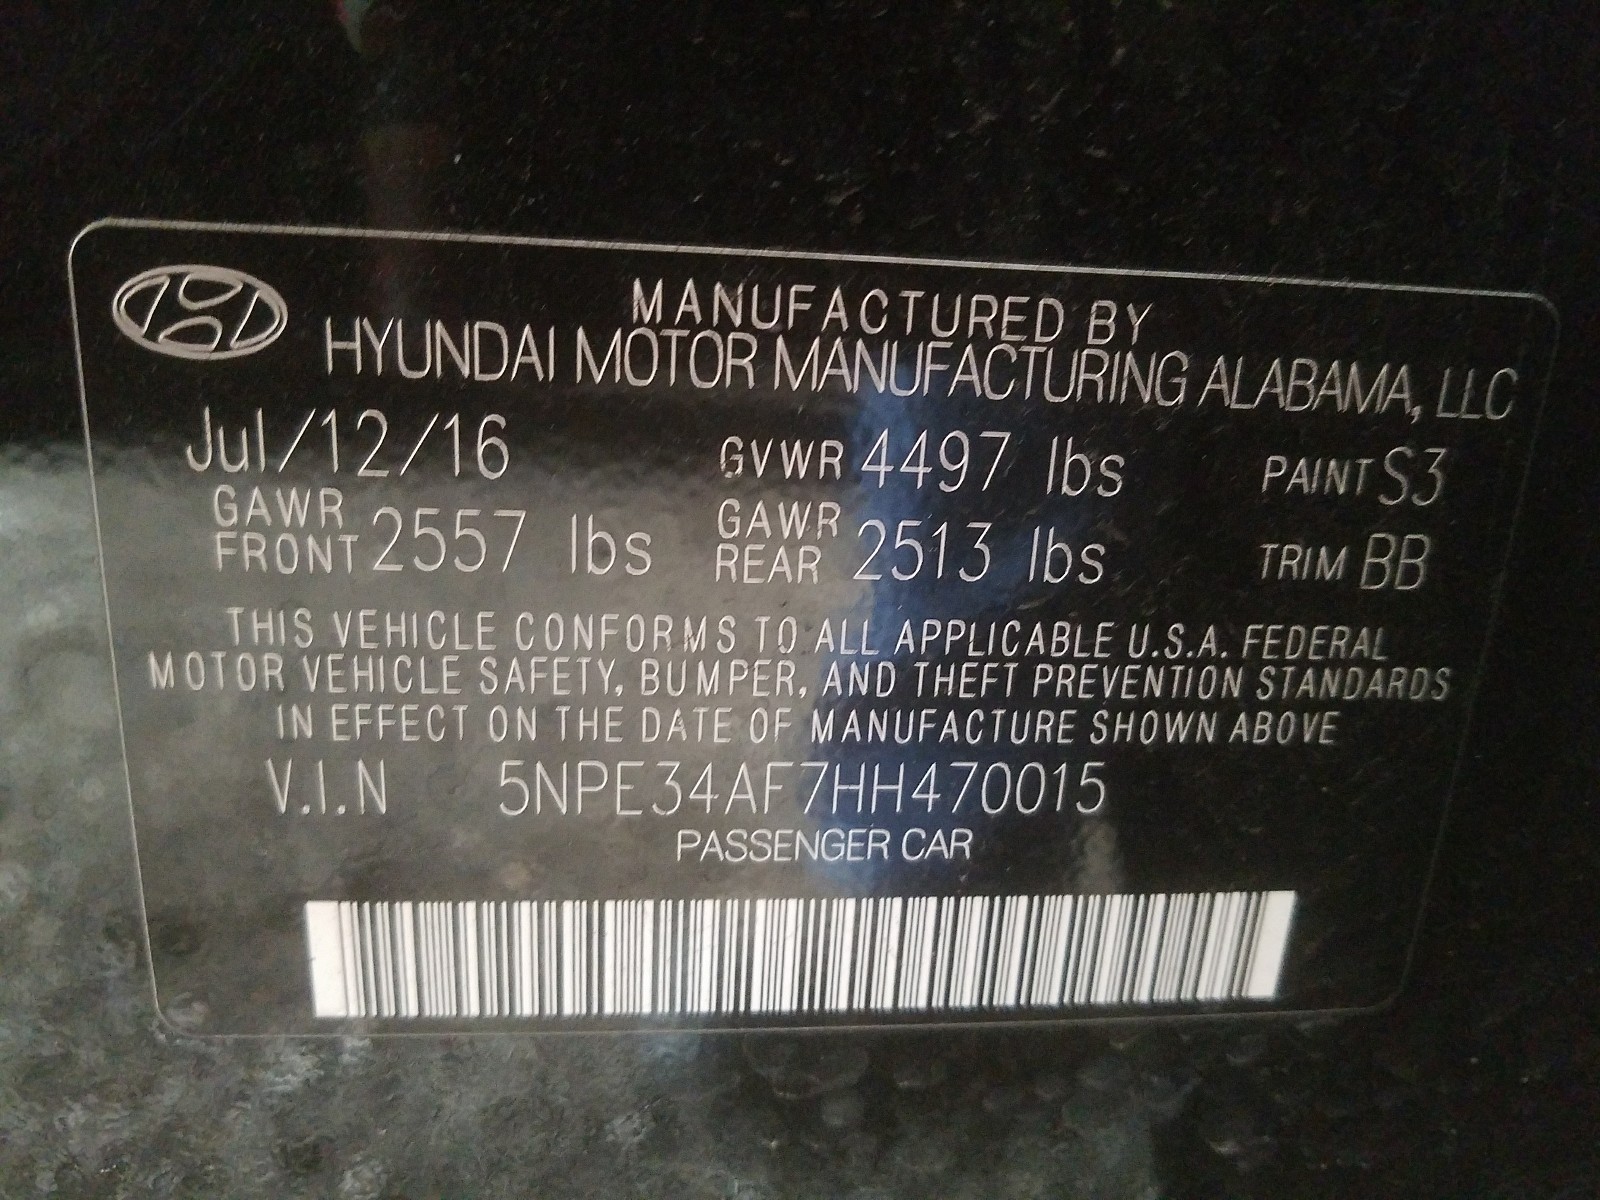 MANUFACTURED BY
HYUNDAI MOTOR MANUFACTURING ALABAMA, LLC
Jul/12/16 GVWR 4497 lbs PAINT S3
GAWR FRONT 2557 lbs GAWR REAR 2513 lbs TRIM BB
THIS VEHICLE CONFORMS TO ALL APPLICABLE U.S.A. FEDERAL
MOTOR VEHICLE SAFETY, BUMPER, AND THEFT PREVENTION STANDARDS
IN EFFECT ON THE DATE OF MANUFACTURE SHOWN ABOVE
V.I.N 5NPE34AF7HH470015
PASSENGER CAR